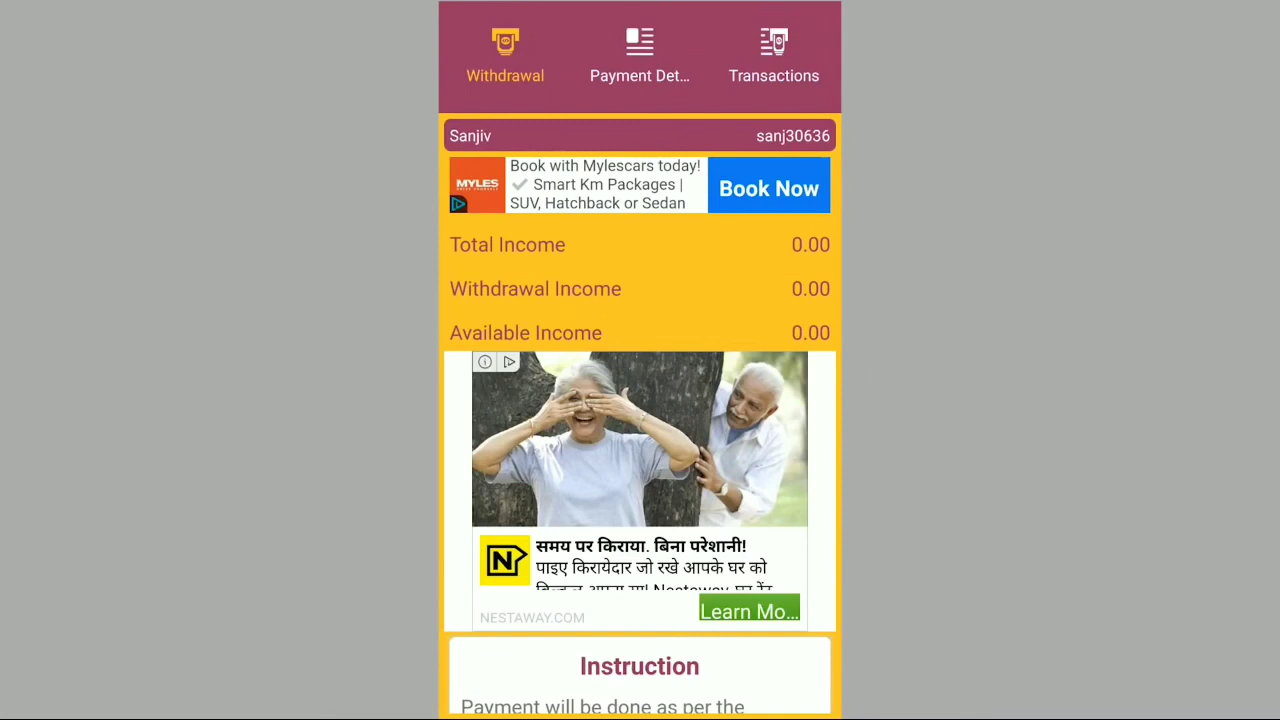 Withdrawal
Payment Det...
Transactions
Sanjiv
sanj30636
MYLES
Book with Mylescars today!
Smart Km Packages |
SUV, Hatchback or Sedan
Book Now
Total Income 0.00
Withdrawal Income 0.00
Available Income 0.00
समय पर किराया. बिना परेशानी!
पाइए किरायेदार जो रखे आपके घर को
Nestaway
N
NESTAWAY.COM
Learn Mo...
Instruction
Payment will be done as per the